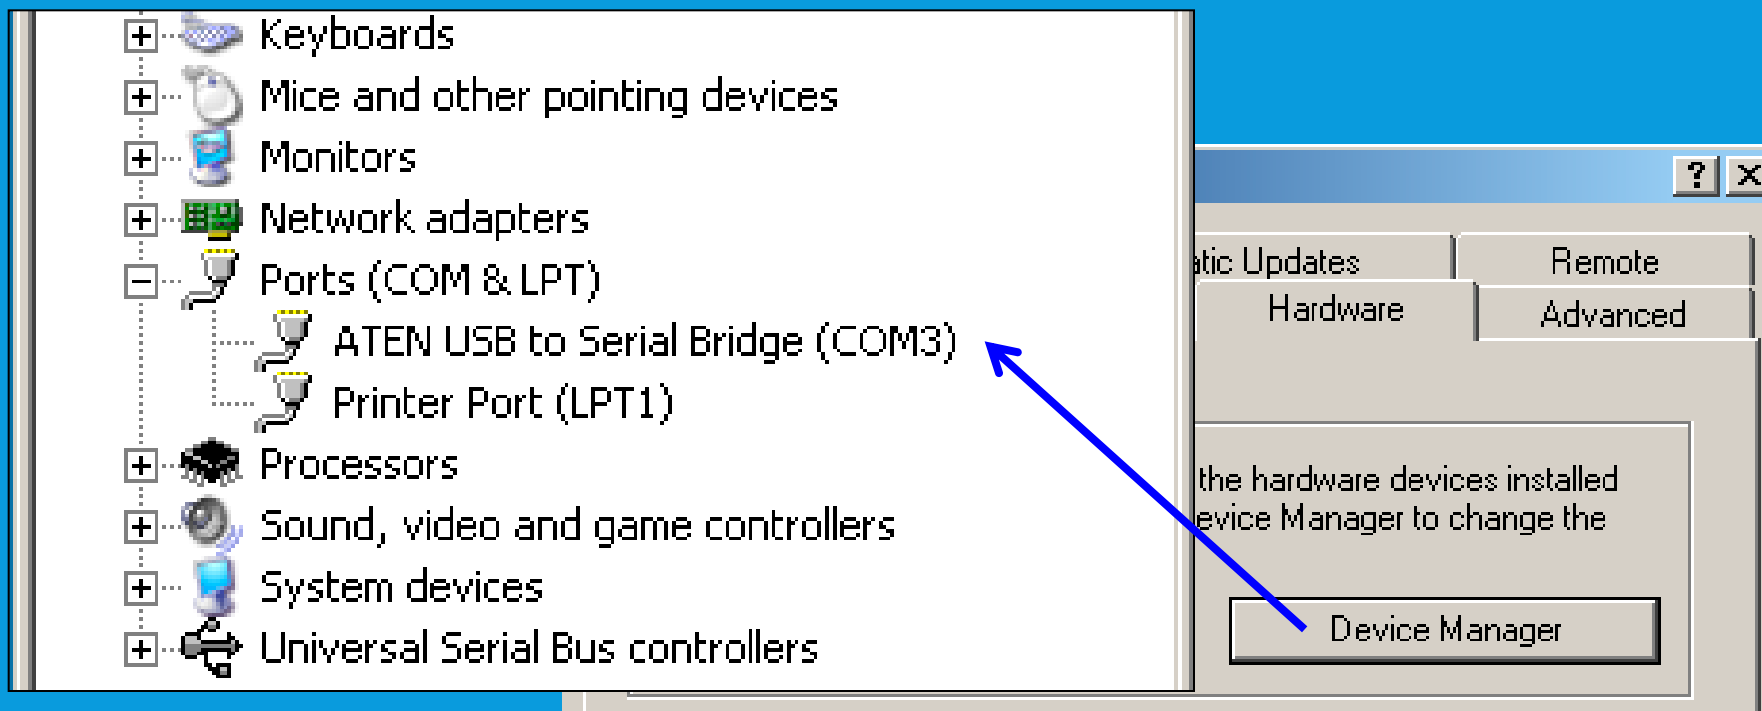 Keyboards
Mice and other pointing devices
Monitors
Network adapters
Ports (COM & LPT)
ATEN USB to Serial Bridge (COM3)
Printer Port (LPT1)
Processors
Sound, video and game controllers
System devices
Universal Serial Bus controllers
Updates
Remote
Hardware
Advanced
the hardware devices installed
Manager to change the
Device Manager